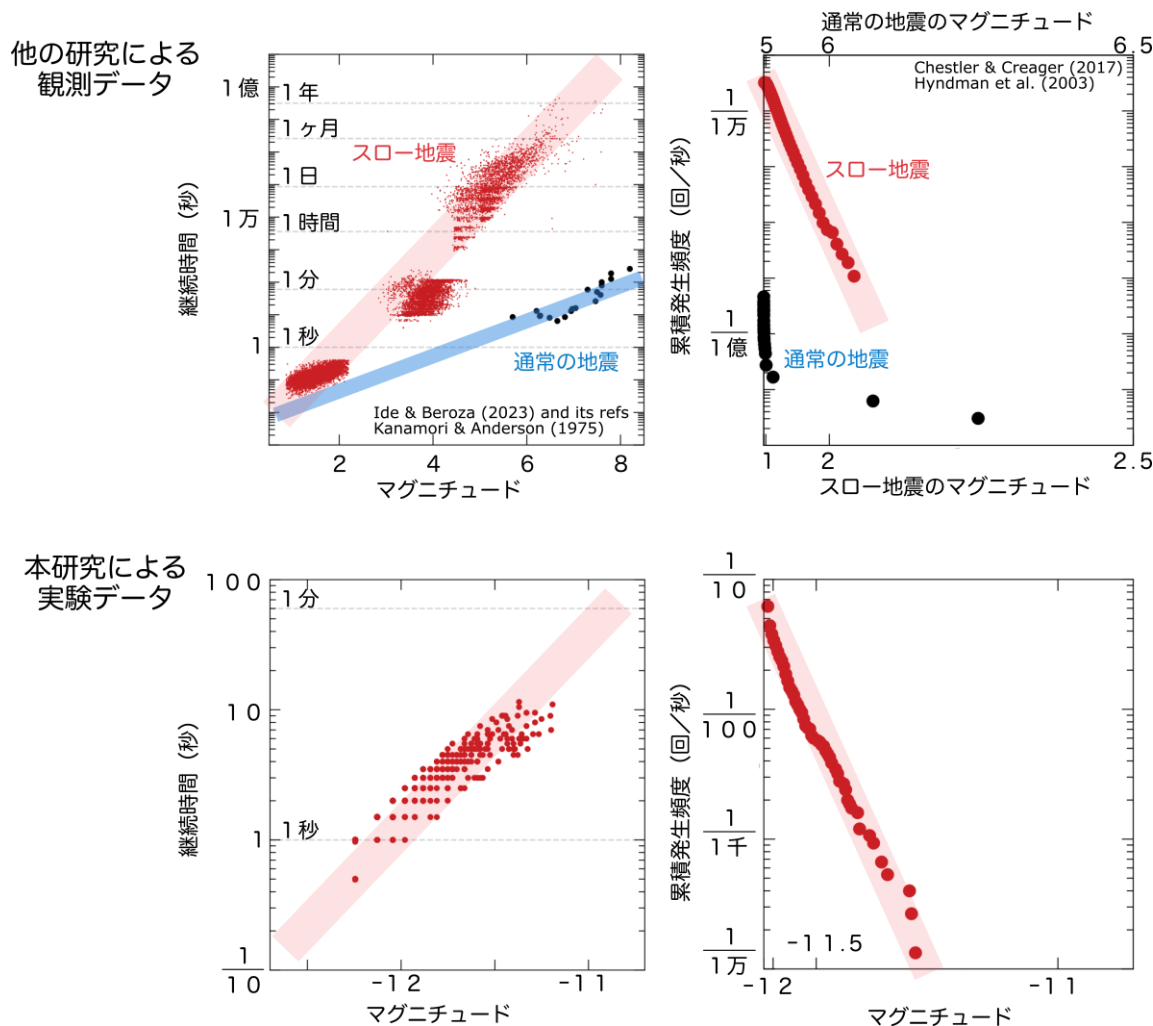 他の研究による
観測データ
1億
1万
1
継続時間（秒）
1年
1ヶ月
1日
1時間
1分
1秒
スロー地震
通常の地震
Ide & Beroza (2023) and its refs
Kanamori & Anderson (1975)
2 4 6 8
マグニチュード
通常の地震のマグニチュード
5 6 6.5
Chestler & Creager (2017)
Hyndman et al. (2003)
1
1万
1
1億
累積発生頻度（回／秒）
スロー地震
通常の地震
1 2 2.5
スロー地震のマグニチュード
本研究による
実験データ
100
10
1
1
10
継続時間（秒）
1分
1秒
-12 -11
マグニチュード
1
10
1
100
1
1千
1
1万
累積発生頻度（回／秒）
-11.5
-12 -11
マグニチュード